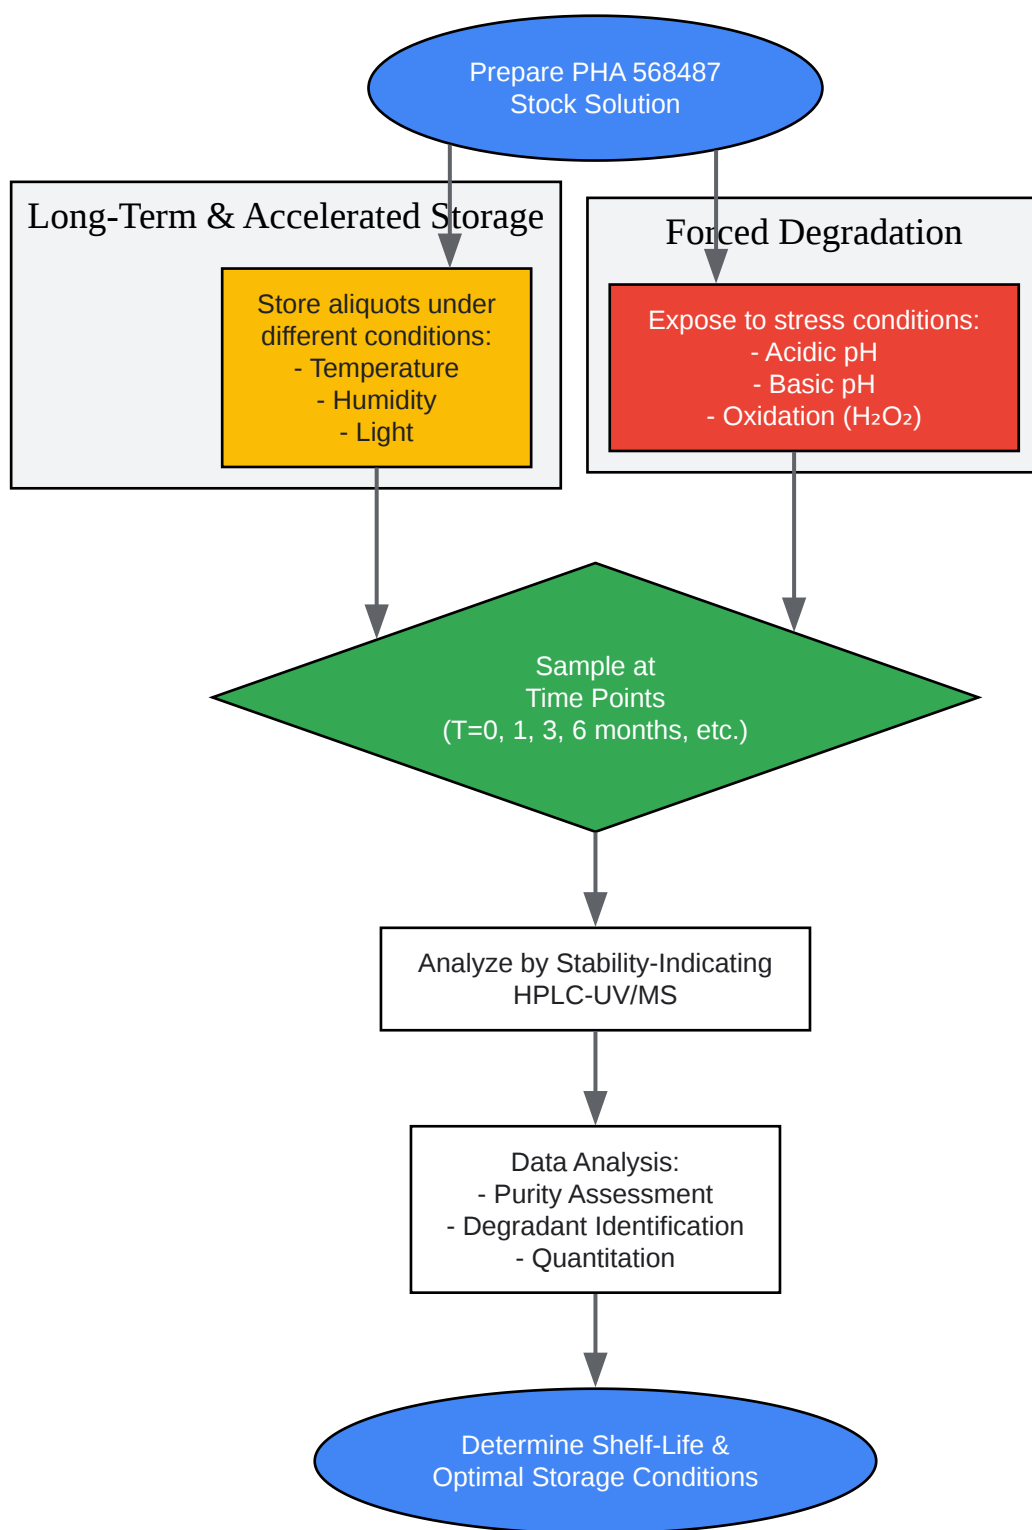 Prepare PHA 568487
Stock Solution
Long-Term & Accelerated Storage
Store aliquots under
different conditions:
- Temperature
- Humidity
- Light
Forced Degradation
Expose to stress conditions:
- Acidic pH
- Basic pH
- Oxidation (H₂O₂)
Sample at
Time Points
(T=0, 1, 3, 6 months, etc.)
Analyze by Stability-Indicating
HPLC-UV/MS
Data Analysis:
- Purity Assessment
- Degradant Identification
- Quantitation
Determine Shelf-Life &
Optimal Storage Conditions